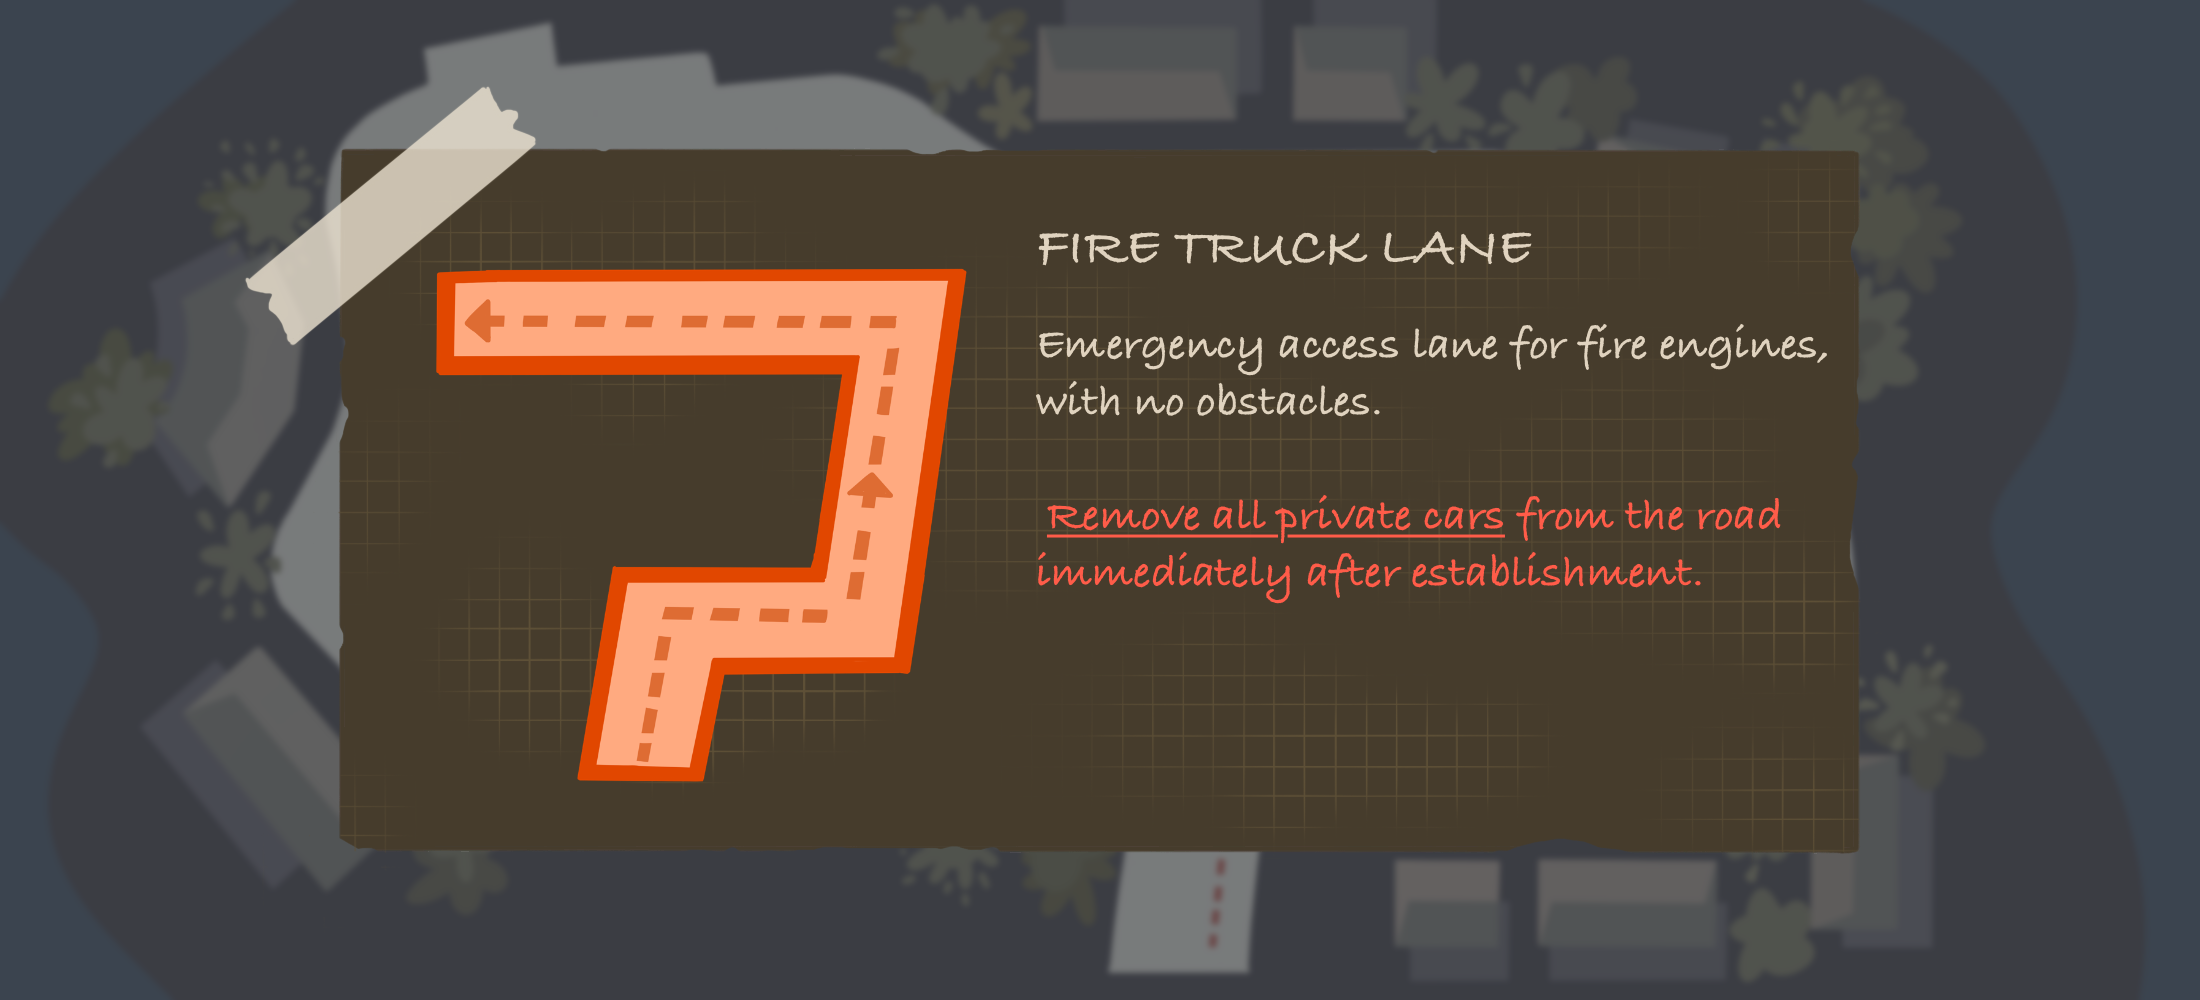 FIRE TRUCK LANE
Emergency access lane for fire engines,
with no obstacles.
Remove all private cars from the road
immediately after establishment.